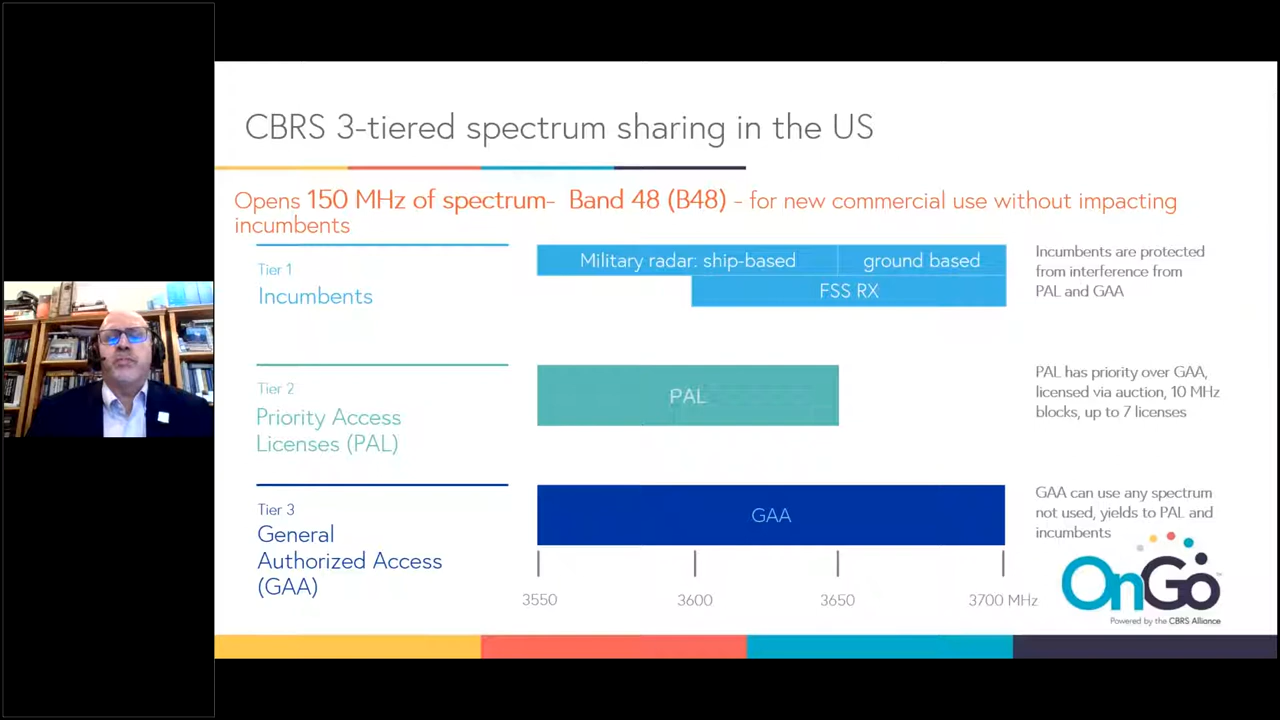 CBRS 3-tiered spectrum sharing in the US
Opens 150 MHz of spectrum- Band 48 (B48) - for new commercial use without impacting
incumbents
Tier 1
Incumbents
Military radar: ship-based
ground based
FSS RX
Incumbents are protected
from interference from
PAL and GAA
Tier 2
Priority Access
Licenses (PAL)
PAL
PAL has priority over GAA,
licensed via auction, 10 MHz
blocks, up to 7 licenses
Tier 3
General
Authorized Access
(GAA)
GAA
GAA can use any spectrum
not used, yields to PAL and
incumbents
3550
3600
3650
3700 MHz
OnGo
Powered by the CBRS Alliance